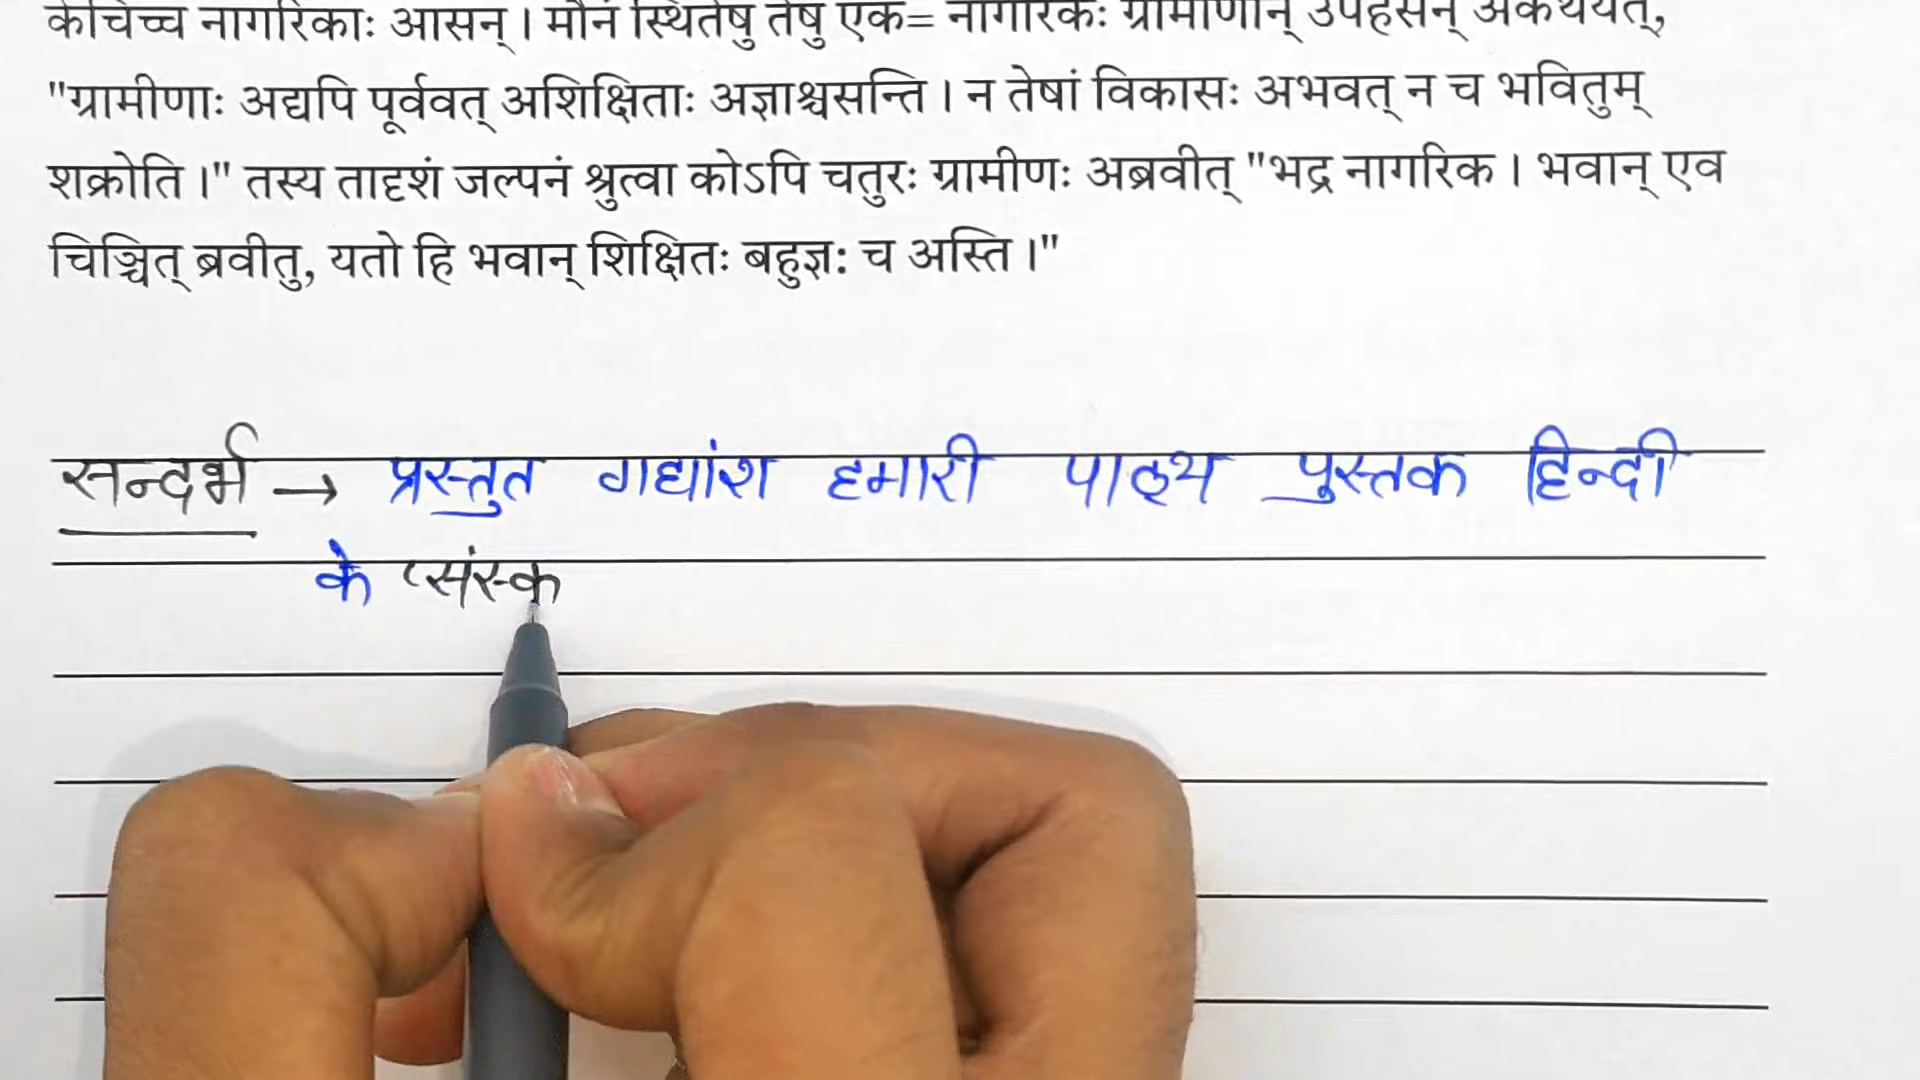 केचिच्च नागरिकाः आसन् । मौनं स्थितेषु तेषु एक= नागरिकः ग्रामीणान् उपहसन् अकथयत्,
"ग्रामीणाः अद्यपि पूर्ववत् अशिक्षिताः अज्ञाश्चसन्ति । न तेषां विकासः अभवत् न च भवितुम्
शक्रोति ।" तस्य तादृशं जल्पनं श्रुत्वा कोऽपि चतुरः ग्रामीणः अब्रवीत् "भद्र नागरिक । भवान् एव
चिञ्चित् ब्रवीतु, यतो हि भवान् शिक्षितः बहुज्ञ: च अस्ति ।"
सन्दर्भ → प्रस्तुत गद्यांश हमारी पाठ्य पुस्तक हिन्दी
के 'संस्क